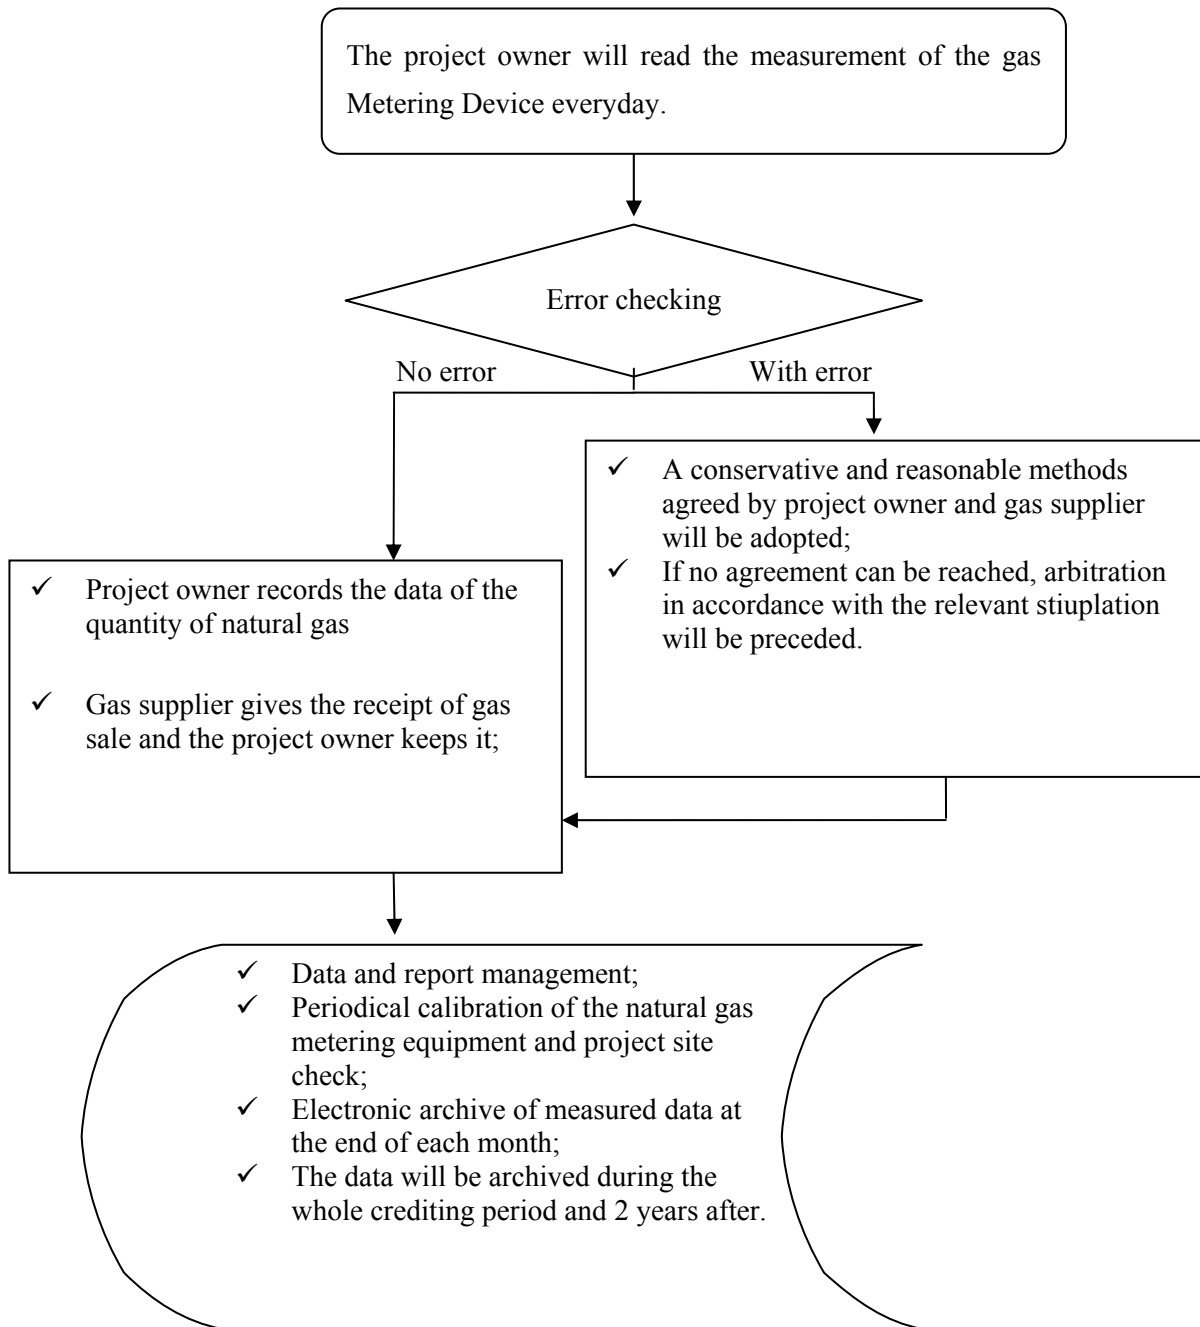 The project owner will read the measurement of the gas
Metering Device everyday.
Error checking
No error
With error
✓ A conservative and reasonable methods
agreed by project owner and gas supplier
will be adopted;
✓ If no agreement can be reached, arbitration
in accordance with the relevant stiuplation
will be preceded.
✓ Project owner records the data of the
quantity of natural gas
✓ Gas supplier gives the receipt of gas
sale and the project owner keeps it;
✓ Data and report management;
✓ Periodical calibration of the natural gas
metering equipment and project site
check;
✓ Electronic archive of measured data at
the end of each month;
✓ The data will be archived during the
whole crediting period and 2 years after.